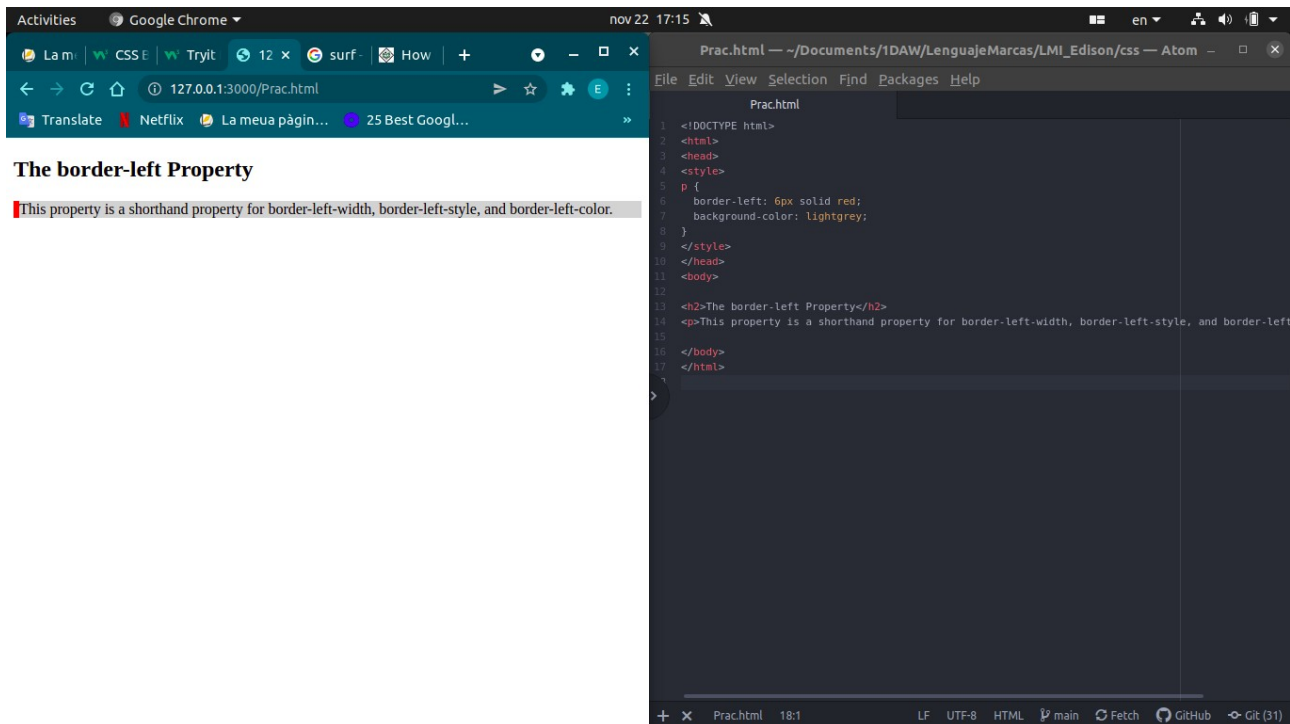 Activities Google Chrome nov 22 17:15 en
La m CSS E Tryit 12 surf - How
127.0.0.1:3000/Prac.html E
Translate Netflix La meua pàgin... 25 Best Googl... »
The border-left Property
This property is a shorthand property for border-left-width, border-left-style, and border-left-color.
Prac.html — ~/Documents/1DAW/LenguajeMarcas/LMI_Edison/css — Atom
File Edit View Selection Find Packages Help
Prac.html
1 <!DOCTYPE html>
2 <html>
3 <head>
4 <style>
5 p {
6 border-left: 6px solid red;
7 background-color: lightgrey;
8 }
9 </style>
10 </head>
11 <body>
12
13 <h2>The border-left Property</h2>
14 <p>This property is a shorthand property for border-left-width, border-left-style, and border-left
15
16 </body>
17 </html>
Prac.html 18:1 LF UTF-8 HTML main Fetch GitHub Git (31)